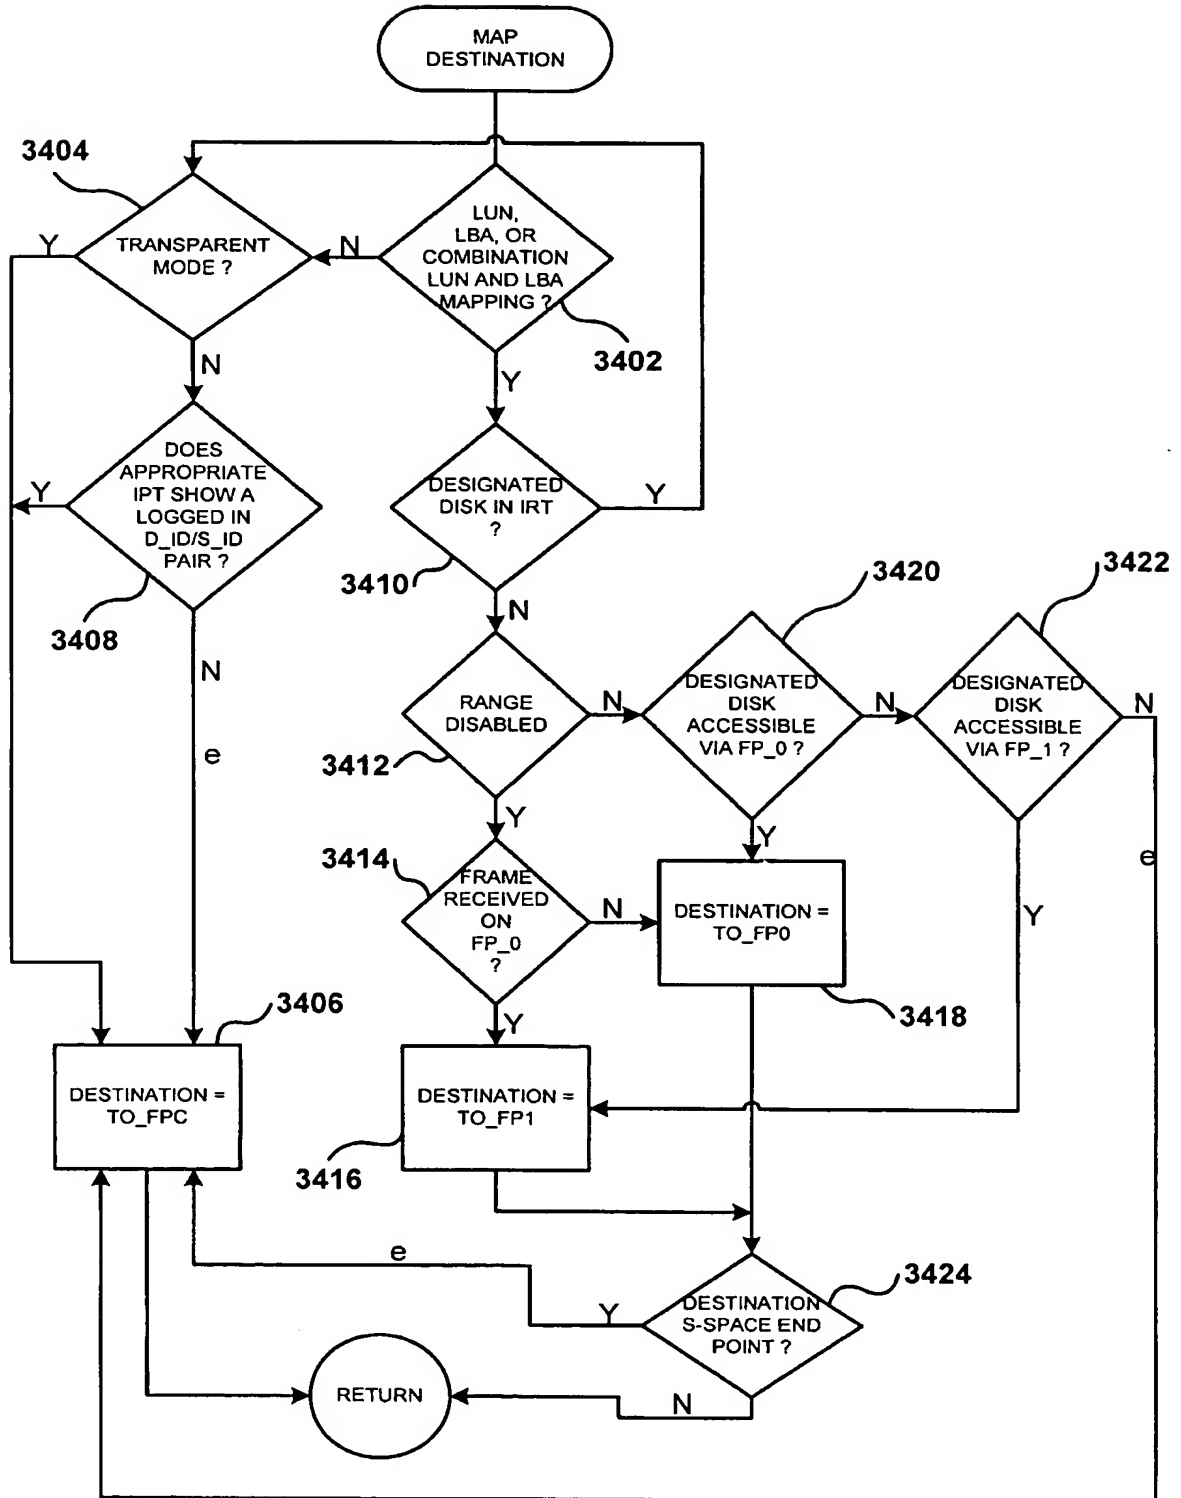 MAP
DESTINATION
3404
TRANSPARENT
MODE ?
Y
N
N
LUN,
LBA, OR
COMBINATION
LUN AND LBA
MAPPING ?
3402
Y
DOES
APPROPRIATE
IPT SHOW A
LOGGED IN
D_ID/S_ID
PAIR ?
Y
3408
N
e
DESIGNATED
DISK IN IRT
?
Y
3410
N
RANGE
DISABLED
N
3412
Y
3420
DESIGNATED
DISK
ACCESSIBLE
VIA FP_0 ?
N
Y
3422
DESIGNATED
DISK
ACCESSIBLE
VIA FP_1 ?
N
e
Y
3414
FRAME
RECEIVED
ON
FP_0
?
N
Y
DESTINATION =
TO_FP0
3418
3406
DESTINATION =
TO_FPC
DESTINATION =
TO_FP1
3416
e
3424
DESTINATION
S-SPACE END
POINT ?
Y
N
RETURN